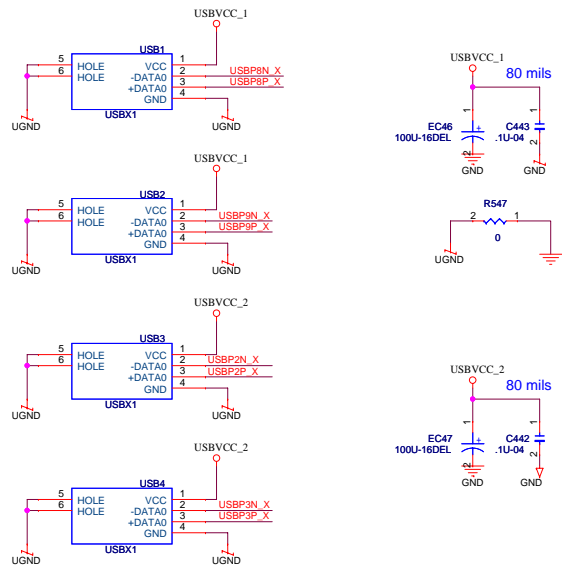 USBVCC_1
USB1
5 HOLE VCC 1
6 HOLE -DATA0 2 USBP8N_X
+DATA0 3 USBP8P_X
GND 4
USBX1
UGND UGND
USBVCC_1
USB2
5 HOLE VCC 1
6 HOLE -DATA0 2 USBP9N_X
+DATA0 3 USBP9P_X
GND 4
USBX1
UGND UGND
USBVCC_2
USB3
5 HOLE VCC 1
6 HOLE -DATA0 2 USBP2N_X
+DATA0 3 USBP2P_X
GND 4
USBX1
UGND UGND
USBVCC_2
USB4
5 HOLE VCC 1
6 HOLE -DATA0 2 USBP3N_X
+DATA0 3 USBP3P_X
GND 4
USBX1
UGND UGND
USBVCC_1
80 mils
1 1
EC46 + C443
100U-16DEL .1U-04
2 2
GND GND
R547
2 1
0
UGND
USBVCC_2
80 mils
1 1
EC47 + C442
100U-16DEL .1U-04
2 2
GND GND